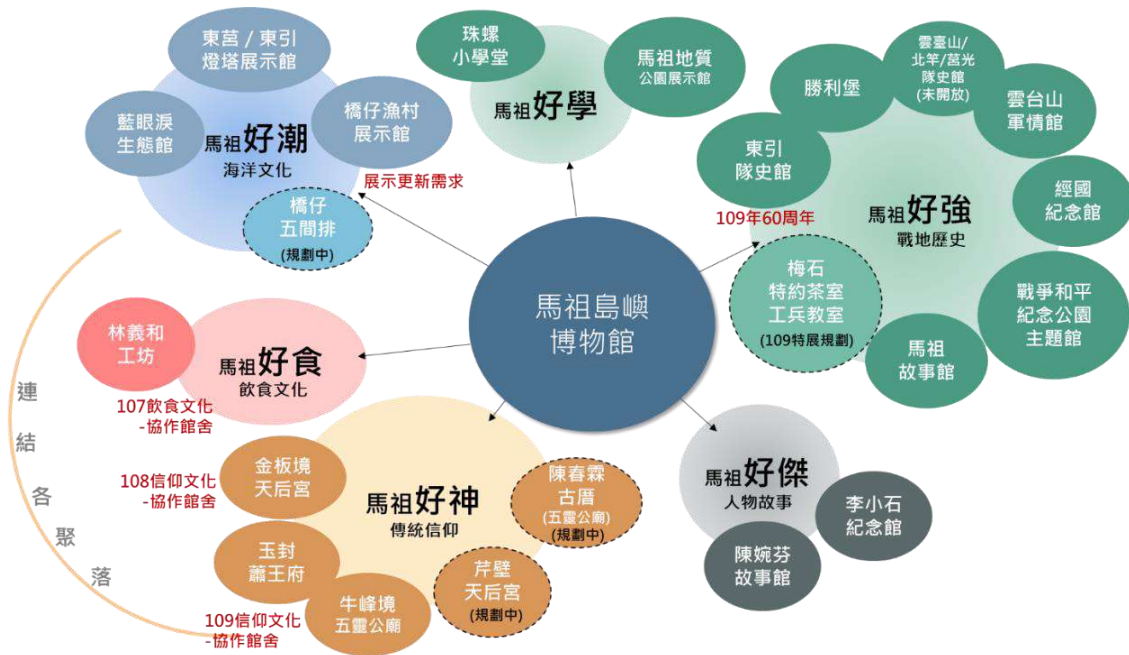 東莒 / 東引
燈塔展示館
藍眼淚
生態館
馬祖好潮
海洋文化
橋仔漁村
展示館
展示更新需求
橋仔
五間排
(規劃中)
珠螺
小學堂
馬祖地質
公園展示館
馬祖好學
雲臺山/
北竿/莒光
隊史館
(未開放)
勝利堡
雲台山
軍情館
東引
隊史館
109年60周年
馬祖好強
戰地歷史
經國
紀念館
梅石
特約茶室
工兵教室
(109特展規劃)
戰爭和平
紀念公園
主題館
馬祖
故事館
馬祖島嶼
博物館
林義和
工坊
馬祖好食
飲食文化
107飲食文化
-協作館舍
金板境
天后宮
108信仰文化
-協作館舍
馬祖好神
傳統信仰
陳春霖
古厝
(五靈公廟)
(規劃中)
玉封
蕭王府
牛峰境
五靈公廟
109信仰文化
-協作館舍
芹壁
天后宮
(規劃中)
馬祖好傑
人物故事
李小石
紀念館
陳婉芬
故事館
連
結
各
聚
落